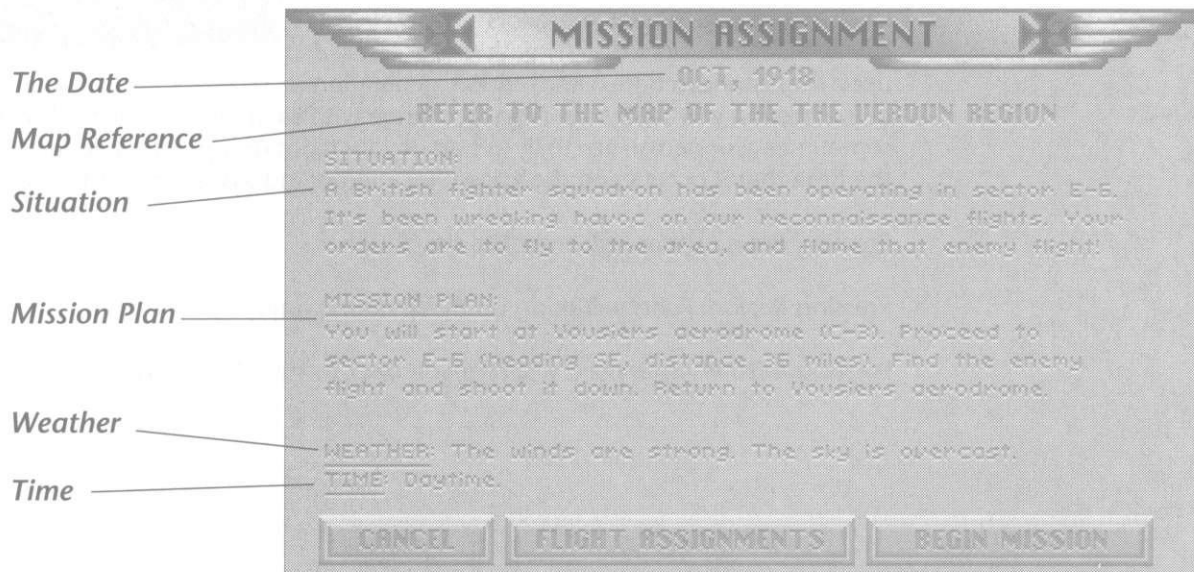 MISSION ASSIGNMENT
The Date
OCT, 1918
Map Reference
REFER TO THE MAP OF THE THE VERDUN REGION
Situation
SITUATION:
A British fighter squadron has been operating in sector E-6.
It's been wreaking havoc on our reconnaissance flights. Your
orders are to fly to the area, and flame that enemy flight!
Mission Plan
MISSION PLAN:
You will start at Vousiers aerodrome (C-3). Proceed to
sector E-6 (heading SE, distance 36 miles). Find the enemy
flight and shoot it down. Return to Vousiers aerodrome.
Weather
WEATHER: The winds are strong. The sky is overcast.
Time
TIME: Daytime.
CANCEL
FLIGHT ASSIGNMENTS
BEGIN MISSION